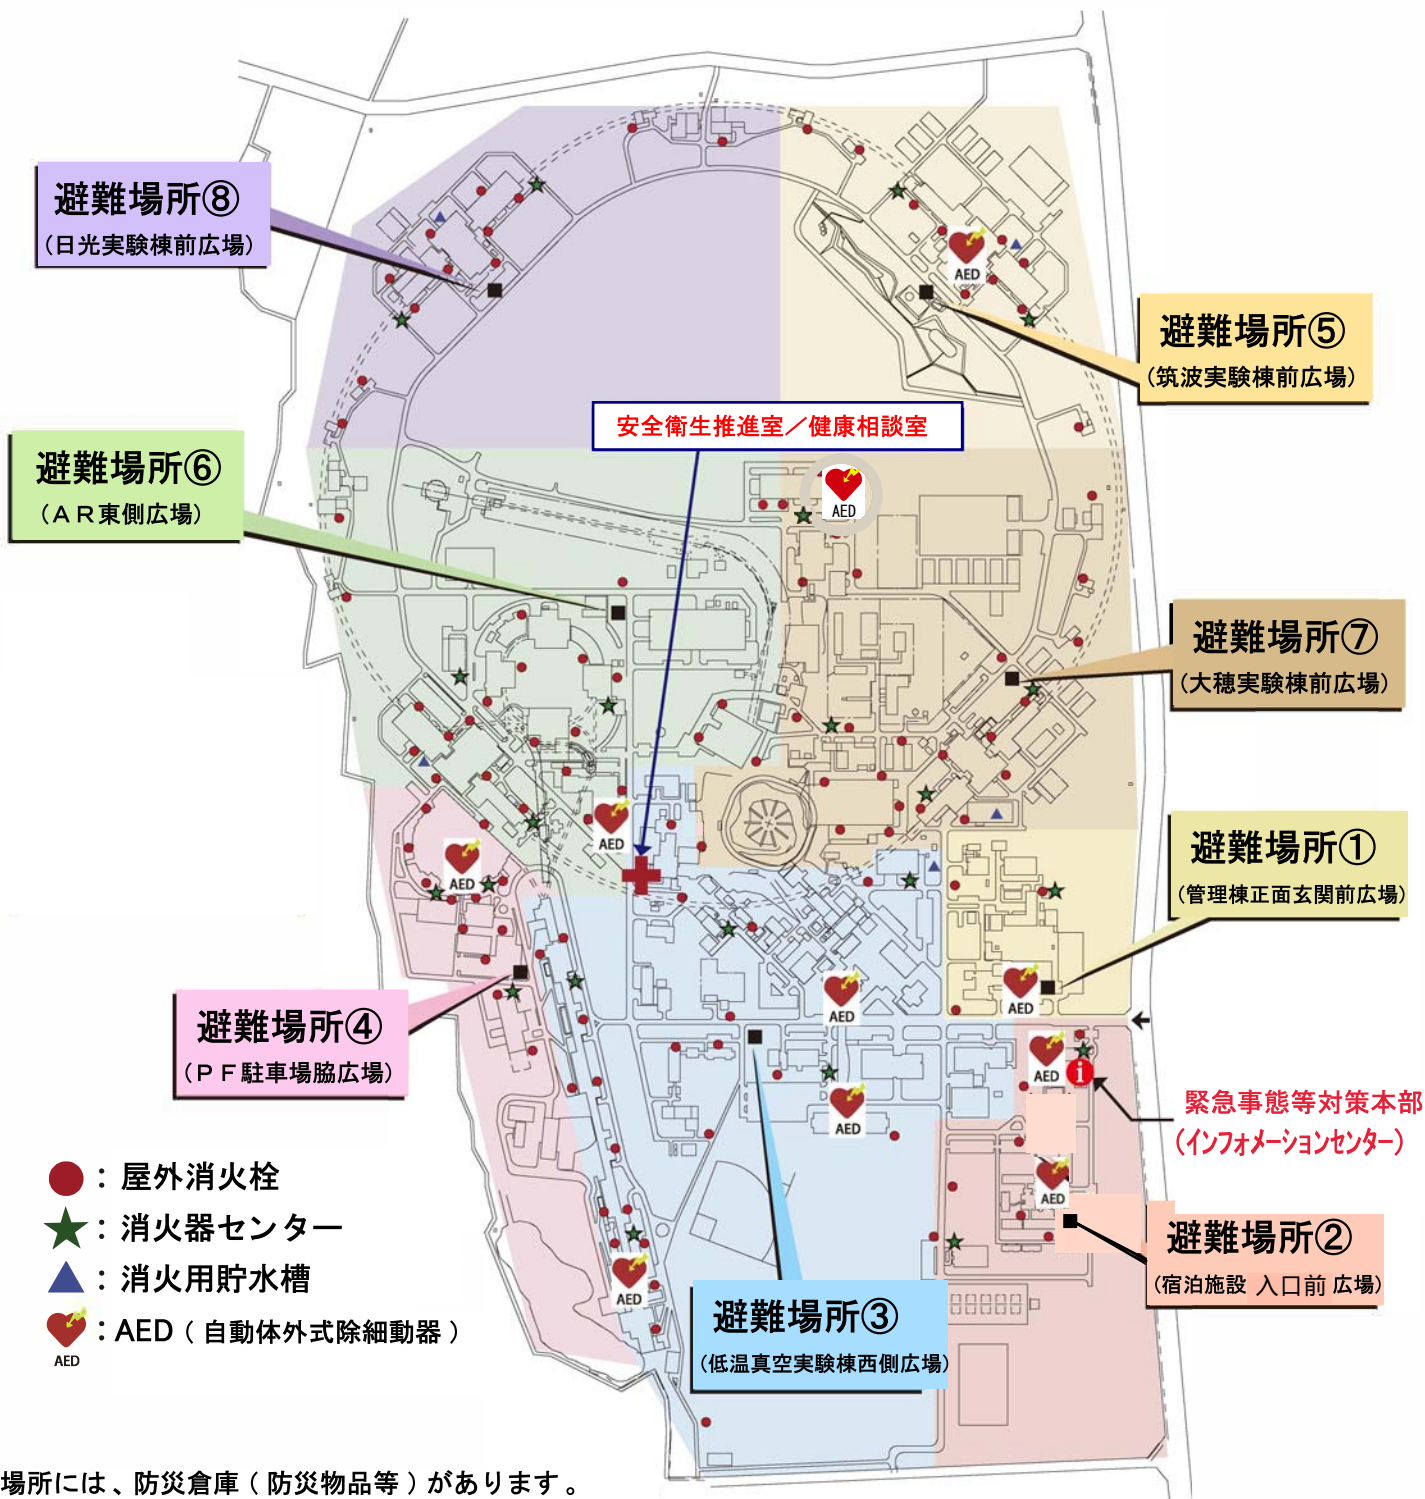 避難場所⑧
（日光実験棟前広場）
AED
避難場所⑤
（筑波実験棟前広場）
安全衛生推進室／健康相談室
避難場所⑥
（ＡＲ東側広場）
AED
避難場所⑦
（大穂実験棟前広場）
AED
AED
避難場所①
（管理棟正面玄関前広場）
AED
AED
避難場所④
（ＰＦ駐車場脇広場）
AED
i
緊急事態等対策本部
（インフォメーションセンター）
AED
AED
避難場所②
（宿泊施設 入口前 広場）
AED
避難場所③
（低温真空実験棟西側広場）
：屋外消火栓
：消火器センター
：消火用貯水槽
：AED（自動体外式除細動器）
AED
場所には、防災倉庫（防災物品等）があります。